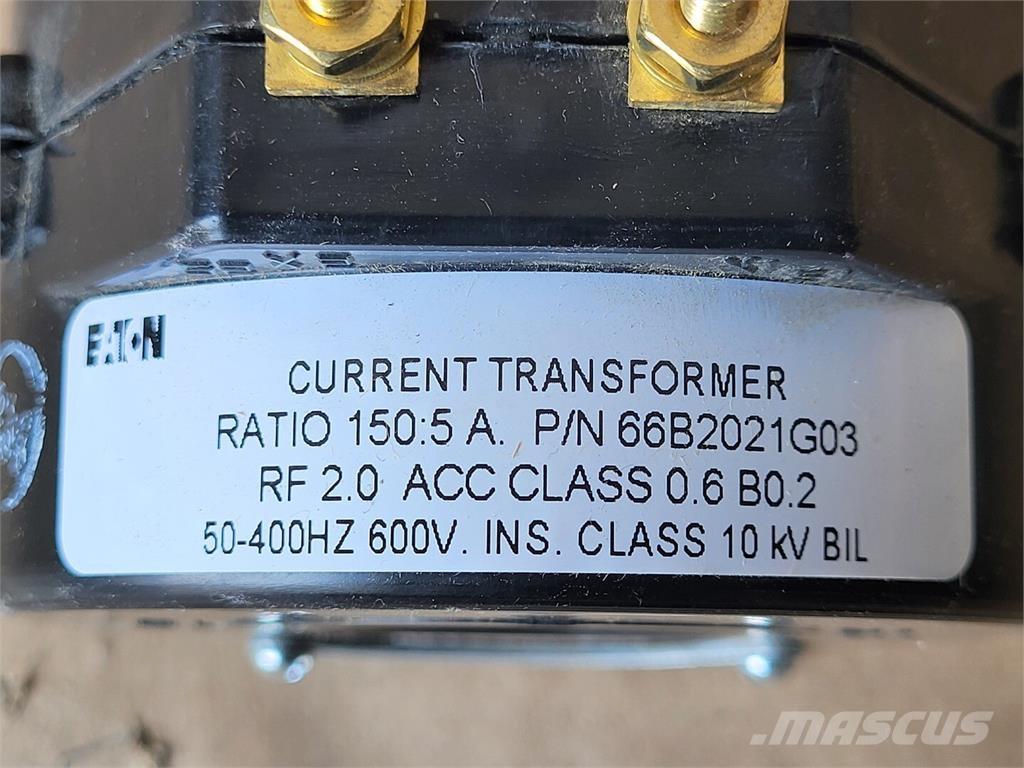 EATON
CURRENT TRANSFORMER
RATIO 150:5 A. P/N 66B2021G03
RF 2.0 ACC CLASS 0.6 B0.2
50-400HZ 600V. INS. CLASS 10 kV BIL
MASCUS